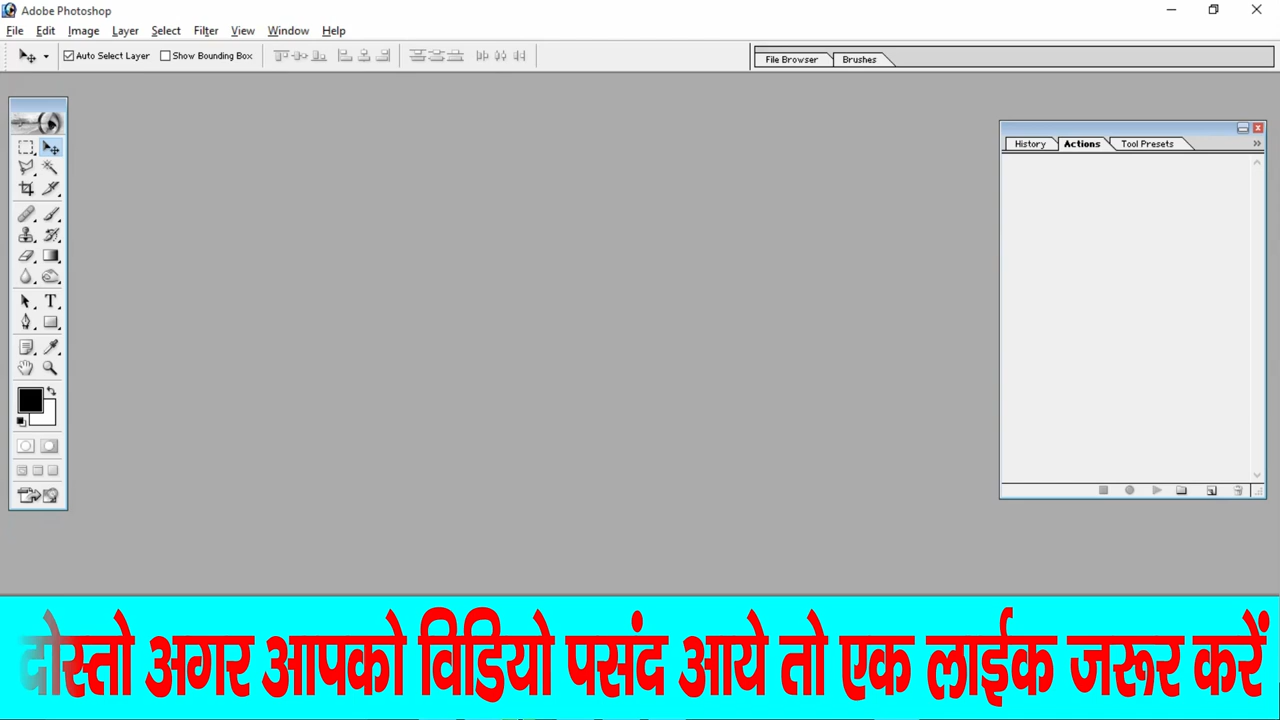 Adobe Photoshop
File Edit Image Layer Select Filter View Window Help
Auto Select Layer Show Bounding Box File Browser Brushes
History Actions Tool Presets
दोस्तो अगर आपको विडियो पसंद आये तो एक लाईक जरूर करें